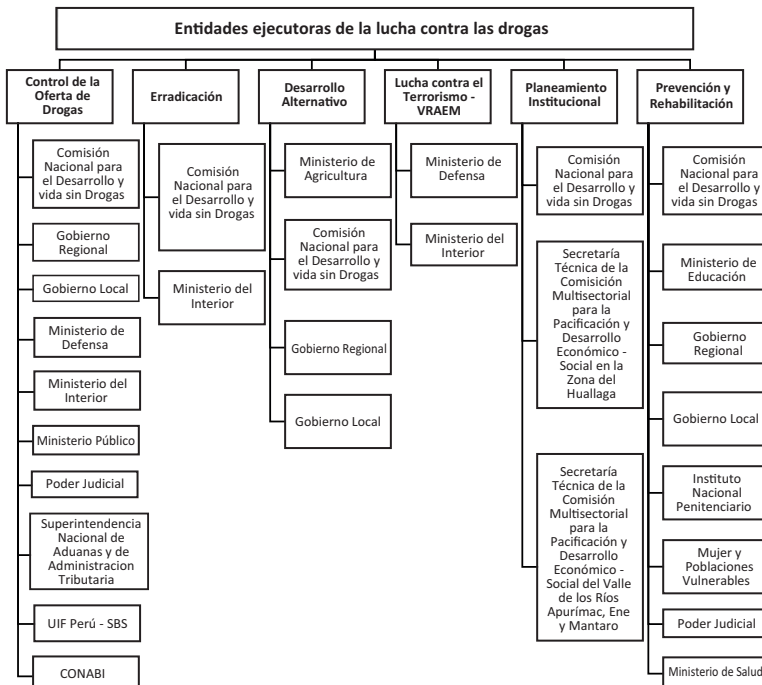 Entidades ejecutoras de la lucha contra las drogas
Control de la
Oferta de
Drogas
Comisión
Nacional para
el Desarrollo y
vida sin Drogas
Gobierno
Regional
Gobierno Local
Ministerio de
Defensa
Ministerio del
Interior
Ministerio Público
Poder Judicial
Superintendencia
Nacional de
Aduanas y de
Administracion
Tributaria
UIF Perú - SBS
CONABI
Erradicación
Comisión
Nacional para
el Desarrollo y
vida sin Drogas
Ministerio del
Interior
Desarrollo
Alternativo
Ministerio de
Agricultura
Comisión
Nacional para
el Desarrollo y
vida sin Drogas
Gobierno Regional
Gobierno Local
Lucha contra el
Terrorismo -
VRAEM
Ministerio de
Defensa
Ministerio del
Interior
Planeamiento
Institucional
Comisión
Nacional para
el Desarrollo y
vida sin Drogas
Secretaría
Técnica de la
Comisición
Multisectorial
para la
Pacificación y
Desarrollo
Económico -
Social en la
Zona del
Huallaga
Secretaría
Técnica de la
Comisión
Multisectorial
para la
Pacificación y
Desarrollo
Económico -
Social del Valle
de los Ríos
Apurímac, Ene
y Mantaro
Prevención y
Rehabilitación
Comisión
Nacional para
el Desarrollo y
vida sin Drogas
Ministerio de
Educación
Gobierno
Regional
Gobierno Local
Instituto
Nacional
Penitenciario
Mujer y
Poblaciones
Vulnerables
Poder Judicial
Ministerio de Salud